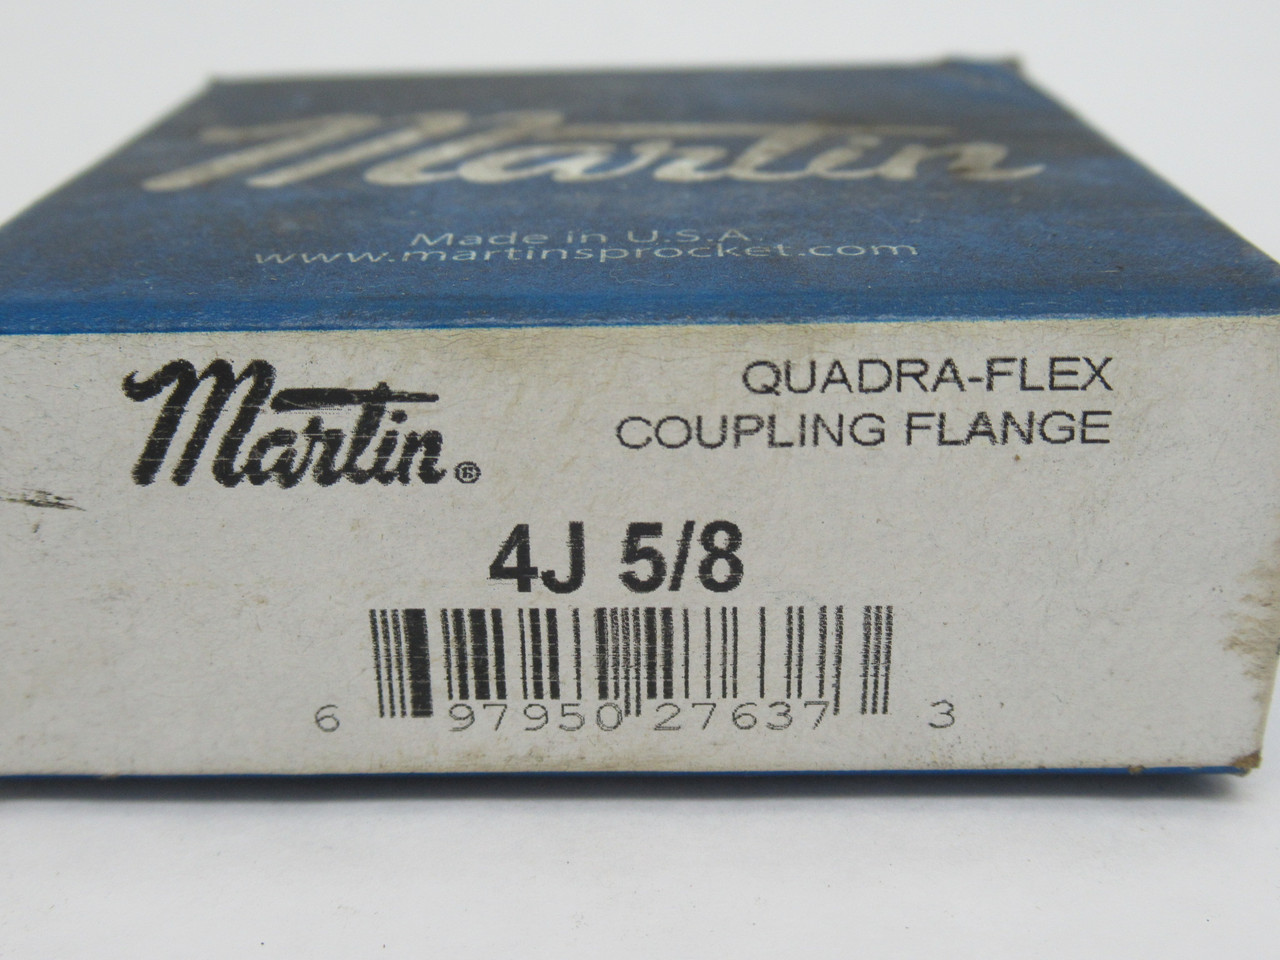 Martin
Made in U.S.A.
www.martinsprocket.com
Martin®
QUADRA-FLEX
COUPLING FLANGE
4J 5/8
6 97950 27637 3